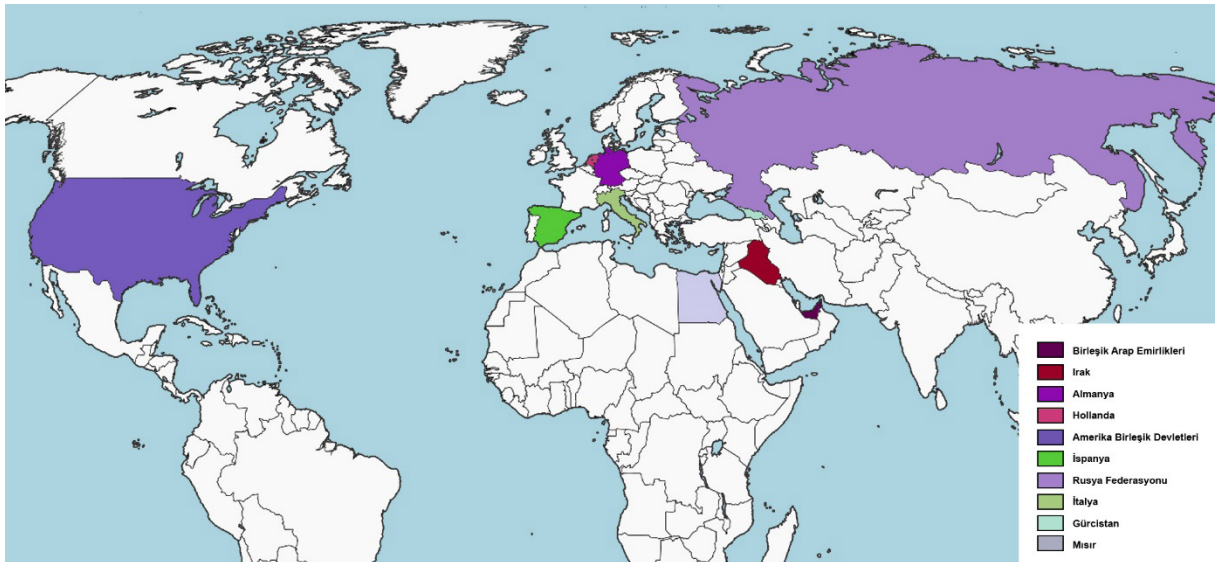 Birleşik Arap Emirlikleri
Irak
Almanya
Hollanda
Amerika Birleşik Devletleri
İspanya
Rusya Federasyonu
İtalya
Gürcistan
Mısır